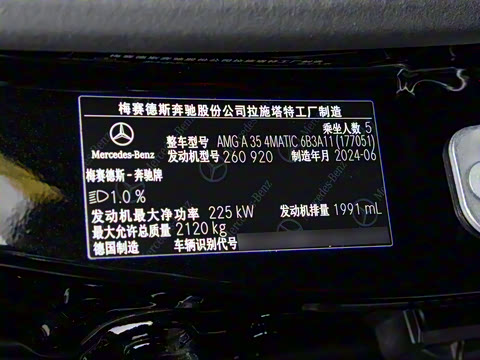 梅赛德斯奔驰股份公司拉施塔特工厂制造
乘坐人数 5
整车型号 AMG A 35 4MATIC 6B3A11 (177051)
Mercedes-Benz 发动机型号 260 920 制造年月 2024-06
梅赛德斯-奔驰牌
1.0 %
发动机最大净功率 225 kW 发动机排量 1991 mL
最大允许总质量 2120 kg
德国制造 车辆识别代号